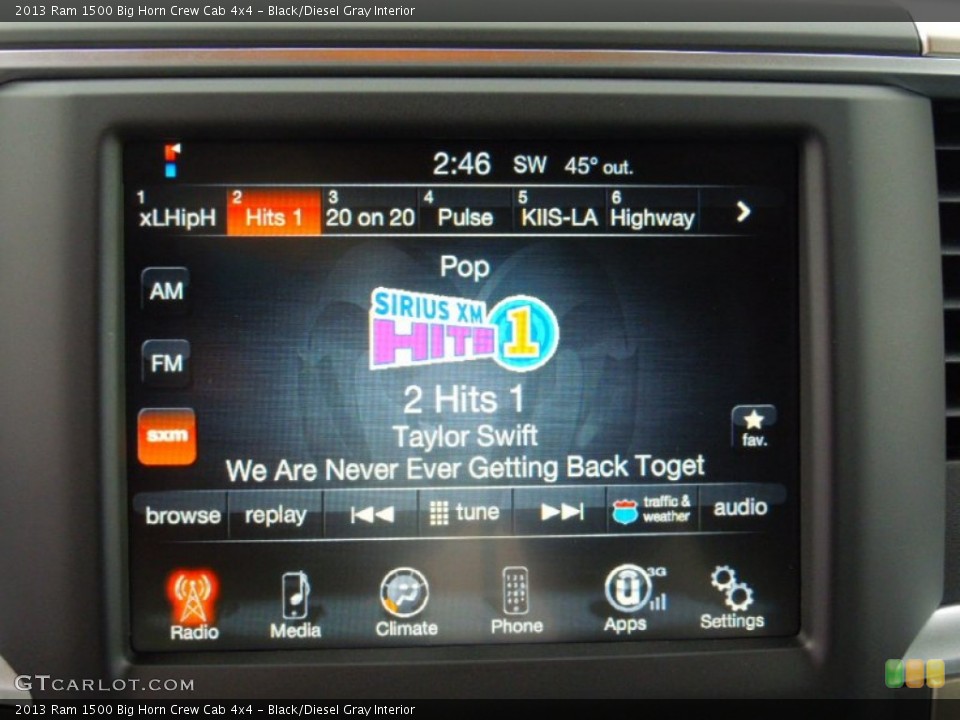 2013 Ram 1500 Big Horn Crew Cab 4x4 – Black/Diesel Gray Interior
2:46 SW 45° out.
1 2 3 4 5 6
xLHipH Hits 1 20 on 20 Pulse KIIS-LA Highway
Pop
AM
SIRIUS XM
HITS 1
FM
2 Hits 1
sxm
Taylor Swift
fav.
We Are Never Ever Getting Back Toget
browse replay tune traffic & weather audio
3G
Radio Media Climate Phone Apps Settings
GTCARLOT.COM
2013 Ram 1500 Big Horn Crew Cab 4x4 – Black/Diesel Gray Interior